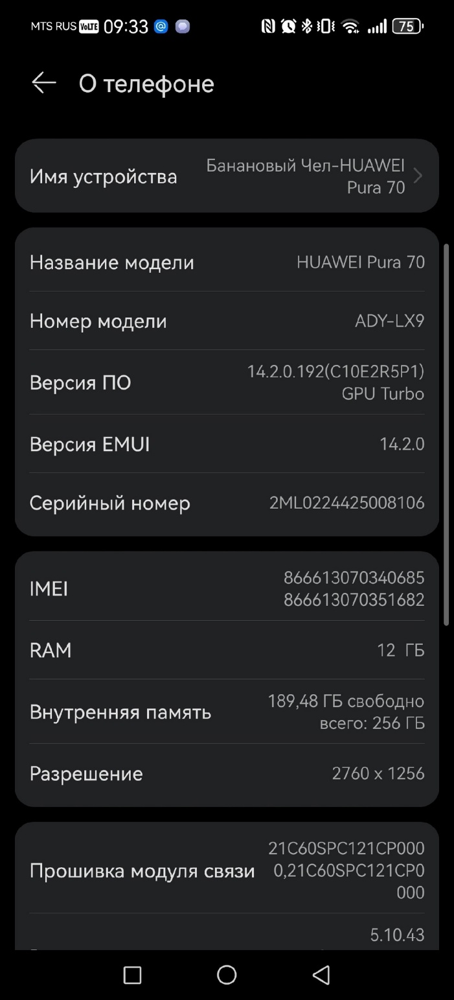 MTS RUS VoLTE 09:33 75
О телефоне
Имя устройства
Банановый Чел-HUAWEI
Pura 70
Название модели HUAWEI Pura 70
Номер модели ADY-LX9
Версия ПО
14.2.0.192(C10E2R5P1)
GPU Turbo
Версия EMUI 14.2.0
Серийный номер 2ML0224425008106
IMEI
866613070340685
866613070351682
RAM 12 ГБ
Внутренняя память
189,48 ГБ свободно
всего: 256 ГБ
Разрешение 2760 x 1256
Прошивка модуля связи
21C60SPC121CP000
0,21C60SPC121CP0
000
5.10.43